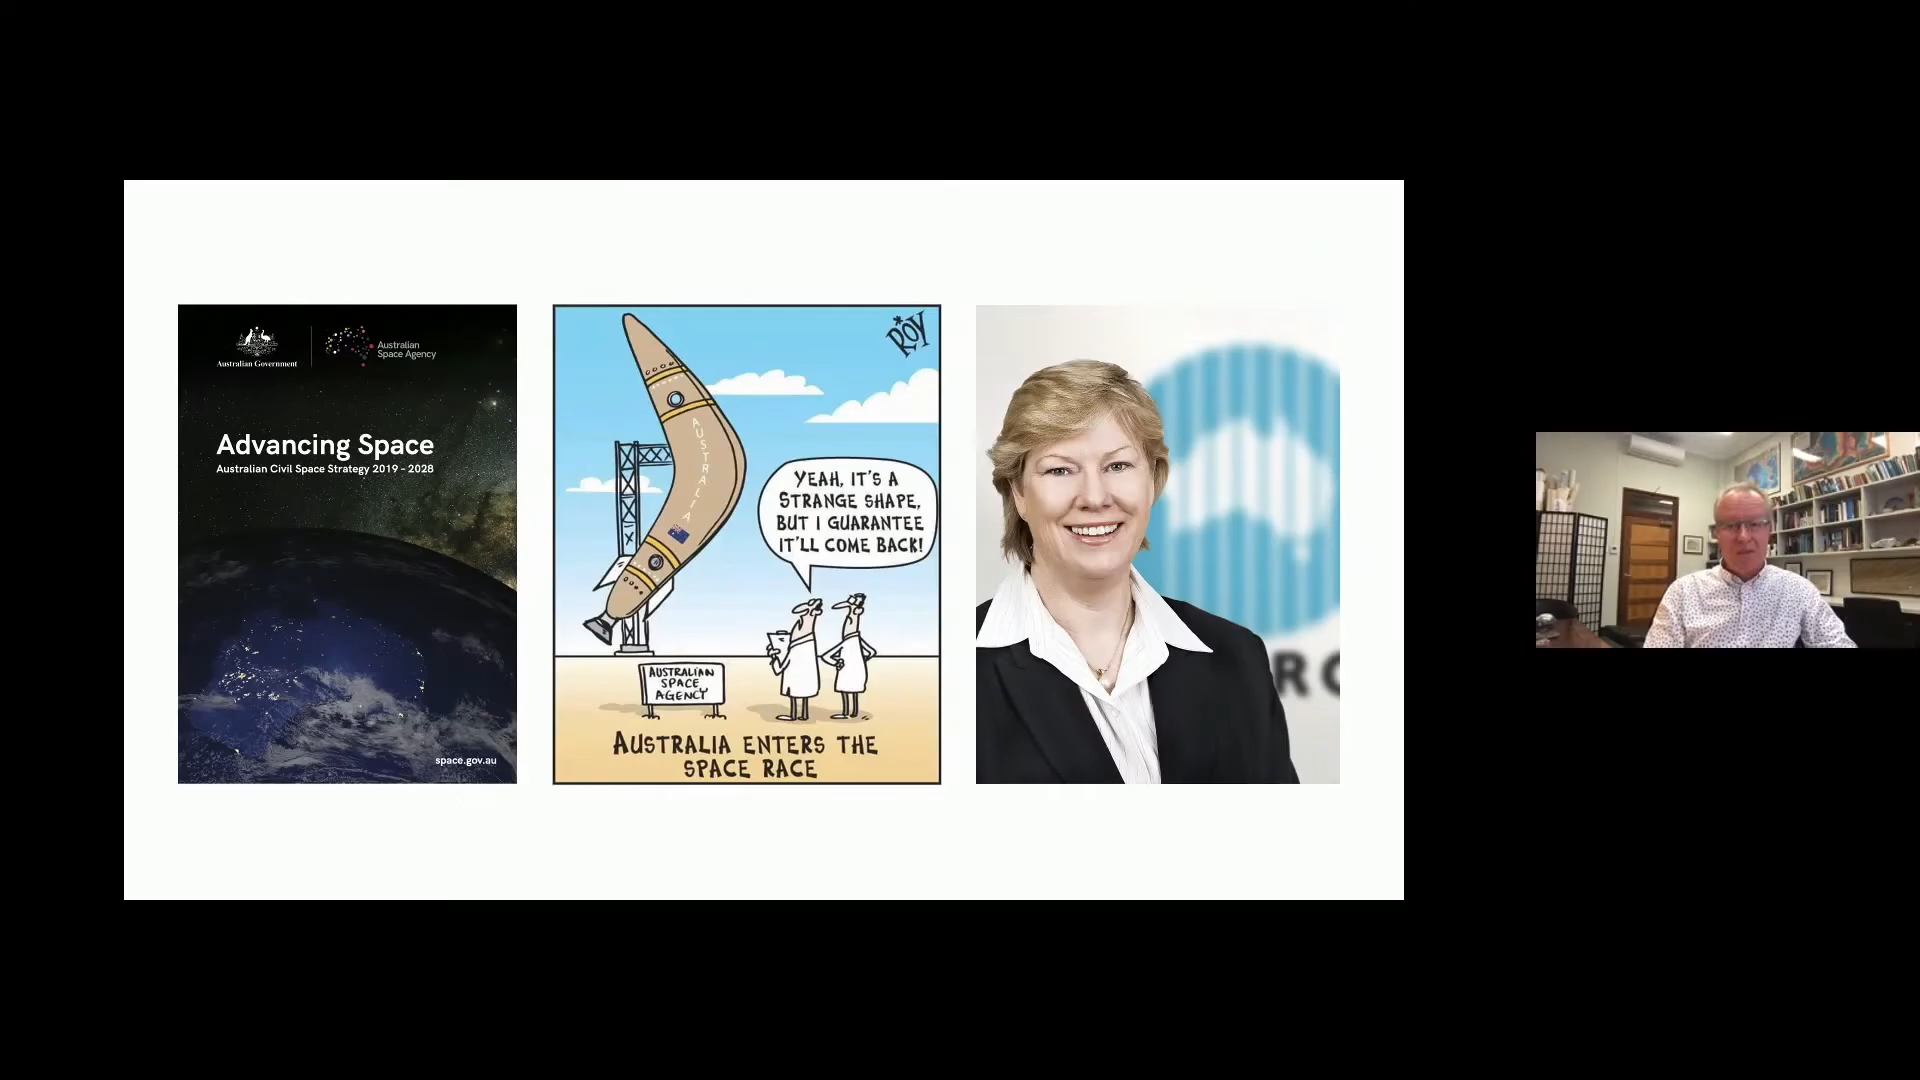 Australian Government
Australian
Space Agency
Advancing Space
Australian Civil Space Strategy 2019 - 2028
space.gov.au
ROY
AUSTRALIA
YEAH, IT'S A
STRANGE SHAPE,
BUT I GUARANTEE
IT'LL COME BACK!
AUSTRALIAN
SPACE
AGENCY
AUSTRALIA ENTERS THE
SPACE RACE
RO